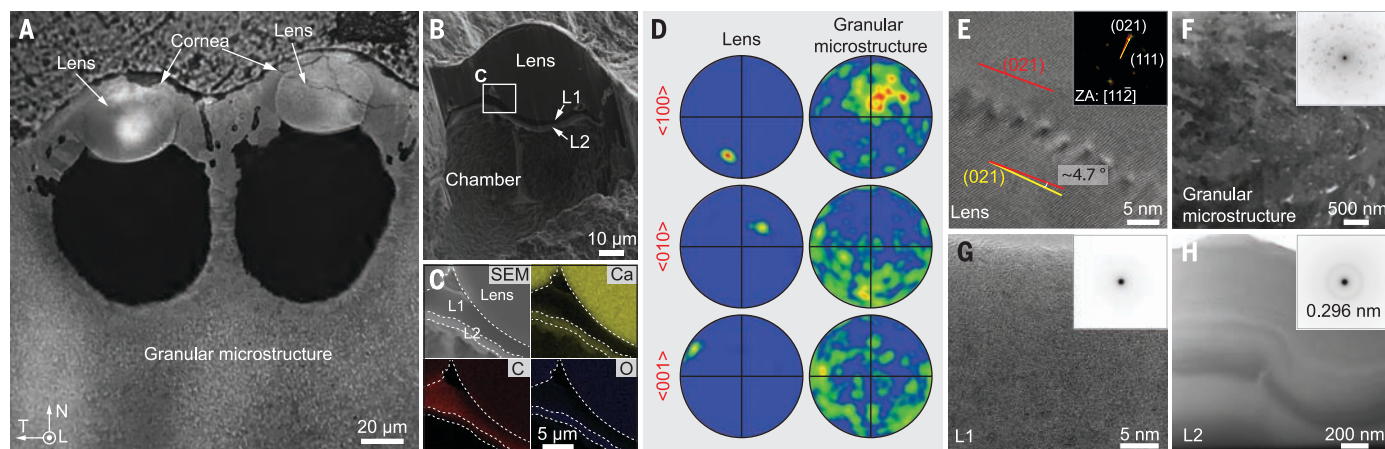 A
Lens
Cornea
Lens
Granular microstructure
N
T
L
20 µm
B
Lens
C
L1
L2
Chamber
10 µm
C
SEM
Ca
Lens
L1
L2
C
O
5 µm
D
Lens
Granular
microstructure
<100>
<010>
<001>
E
(021)
(021)
(111)
ZA: [112̄]
(021)
~4.7°
Lens
5 nm
F
Granular
microstructure
500 nm
G
L1
5 nm
H
0.296 nm
L2
200 nm